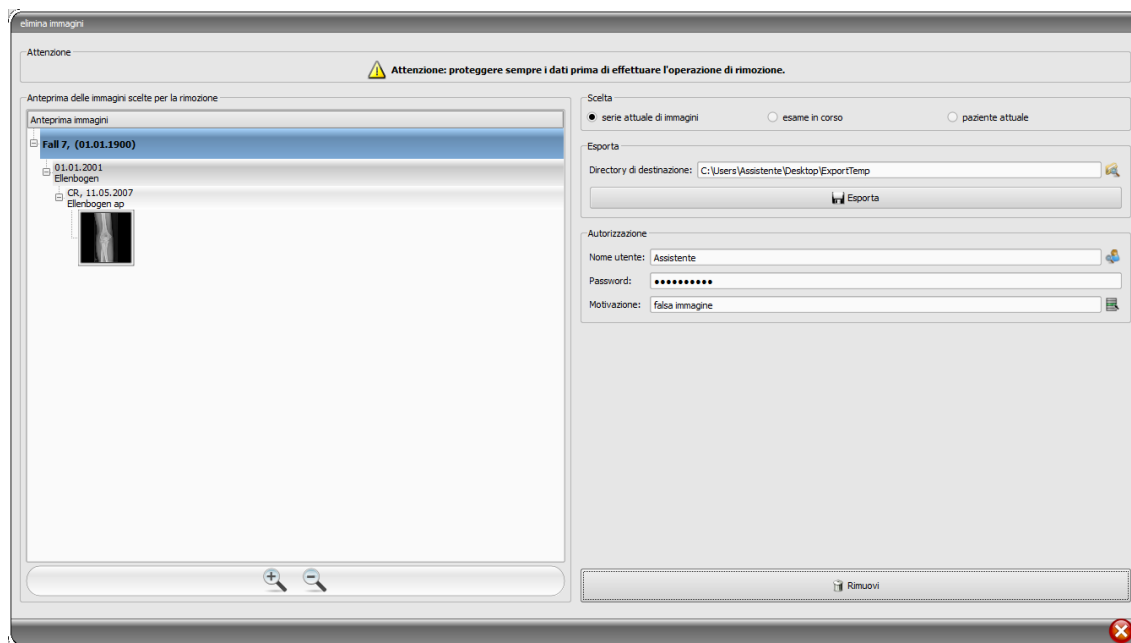 elimina immagini
Attenzione
Attenzione: proteggere sempre i dati prima di effettuare l'operazione di rimozione.
Anteprima delle immagini scelte per la rimozione
Anteprima immagini
Fall 7, (01.01.1900)
01.01.2001
Ellenbogen
CR, 11.05.2007
Ellenbogen ap
Scelta
serie attuale di immagini
esame in corso
paziente attuale
Esporta
Directory di destinazione: C:\Users\Assistente\Desktop\ExportTemp
Esporta
Autorizzazione
Nome utente: Assistente
Password: ••••••••••
Motivazione: falsa immagine
Rimuovi